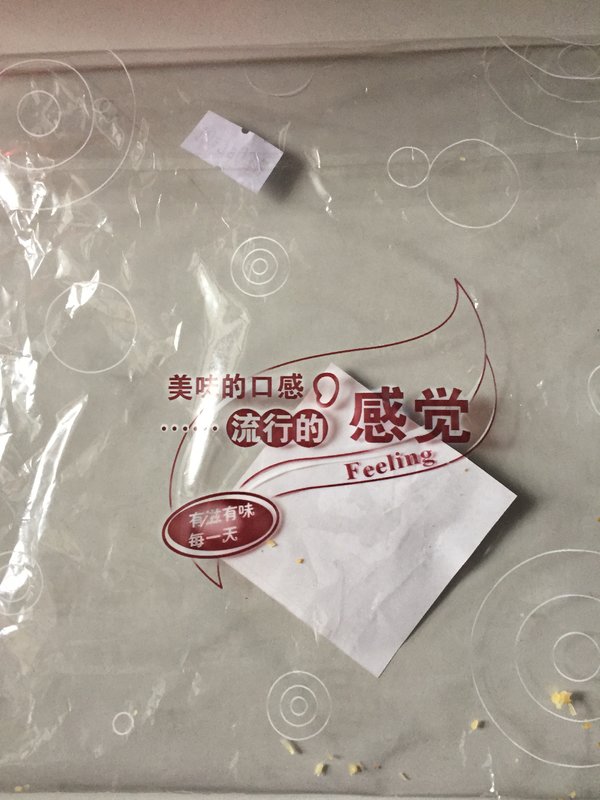 美味的口感
……流行的 感觉
Feeling
有滋有味
每一天